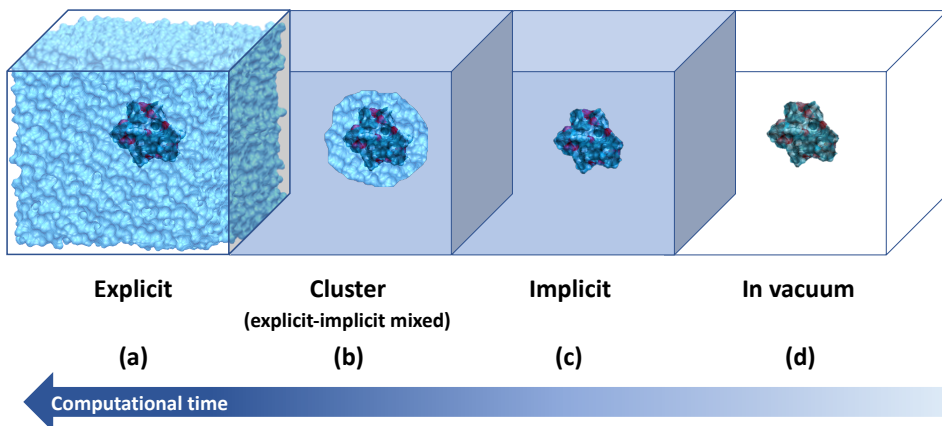 Explicit
Cluster
(explicit-implicit mixed)
Implicit
In vacuum
(a)
(b)
(c)
(d)
Computational time